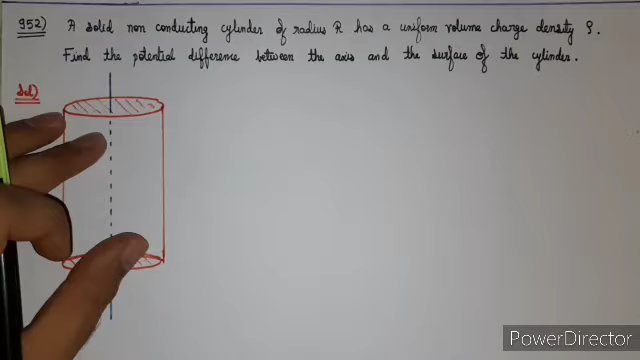 952) A solid non conducting cylinder of radius R has a uniform volume charge density ρ.
Find the potential difference between the axis and the surface of the cylinder.
Sol)
PowerDirector